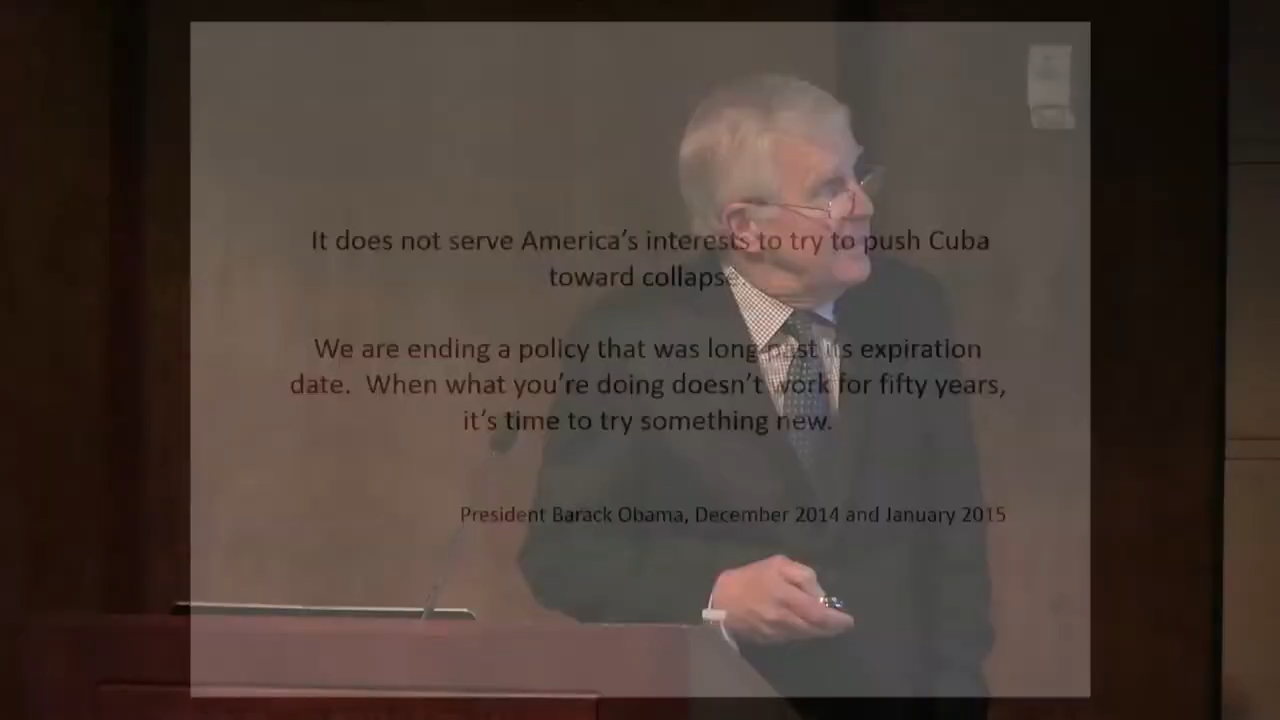 It does not serve America's interests to try to push Cuba
toward collapse
We are ending a policy that was long past its expiration
date. When what you're doing doesn't work for fifty years,
it's time to try something new.
President Barack Obama, December 2014 and January 2015